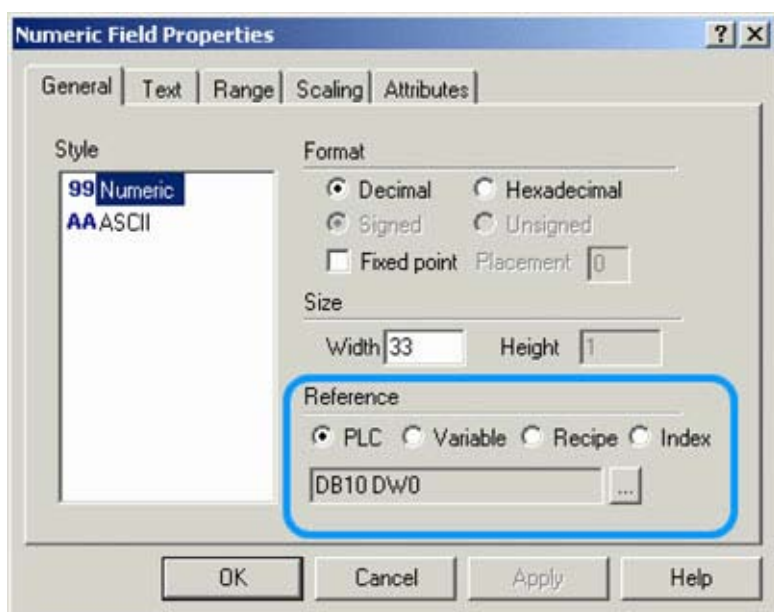 Numeric Field Properties
General Text Range Scaling Attributes
Style
99 Numeric
AA ASCII
Format
Decimal Hexadecimal
Signed Unsigned
Fixed point Placement 0
Size
Width 33 Height 1
Reference
PLC Variable Recipe Index
DB10 DW0 ...
OK Cancel Apply Help